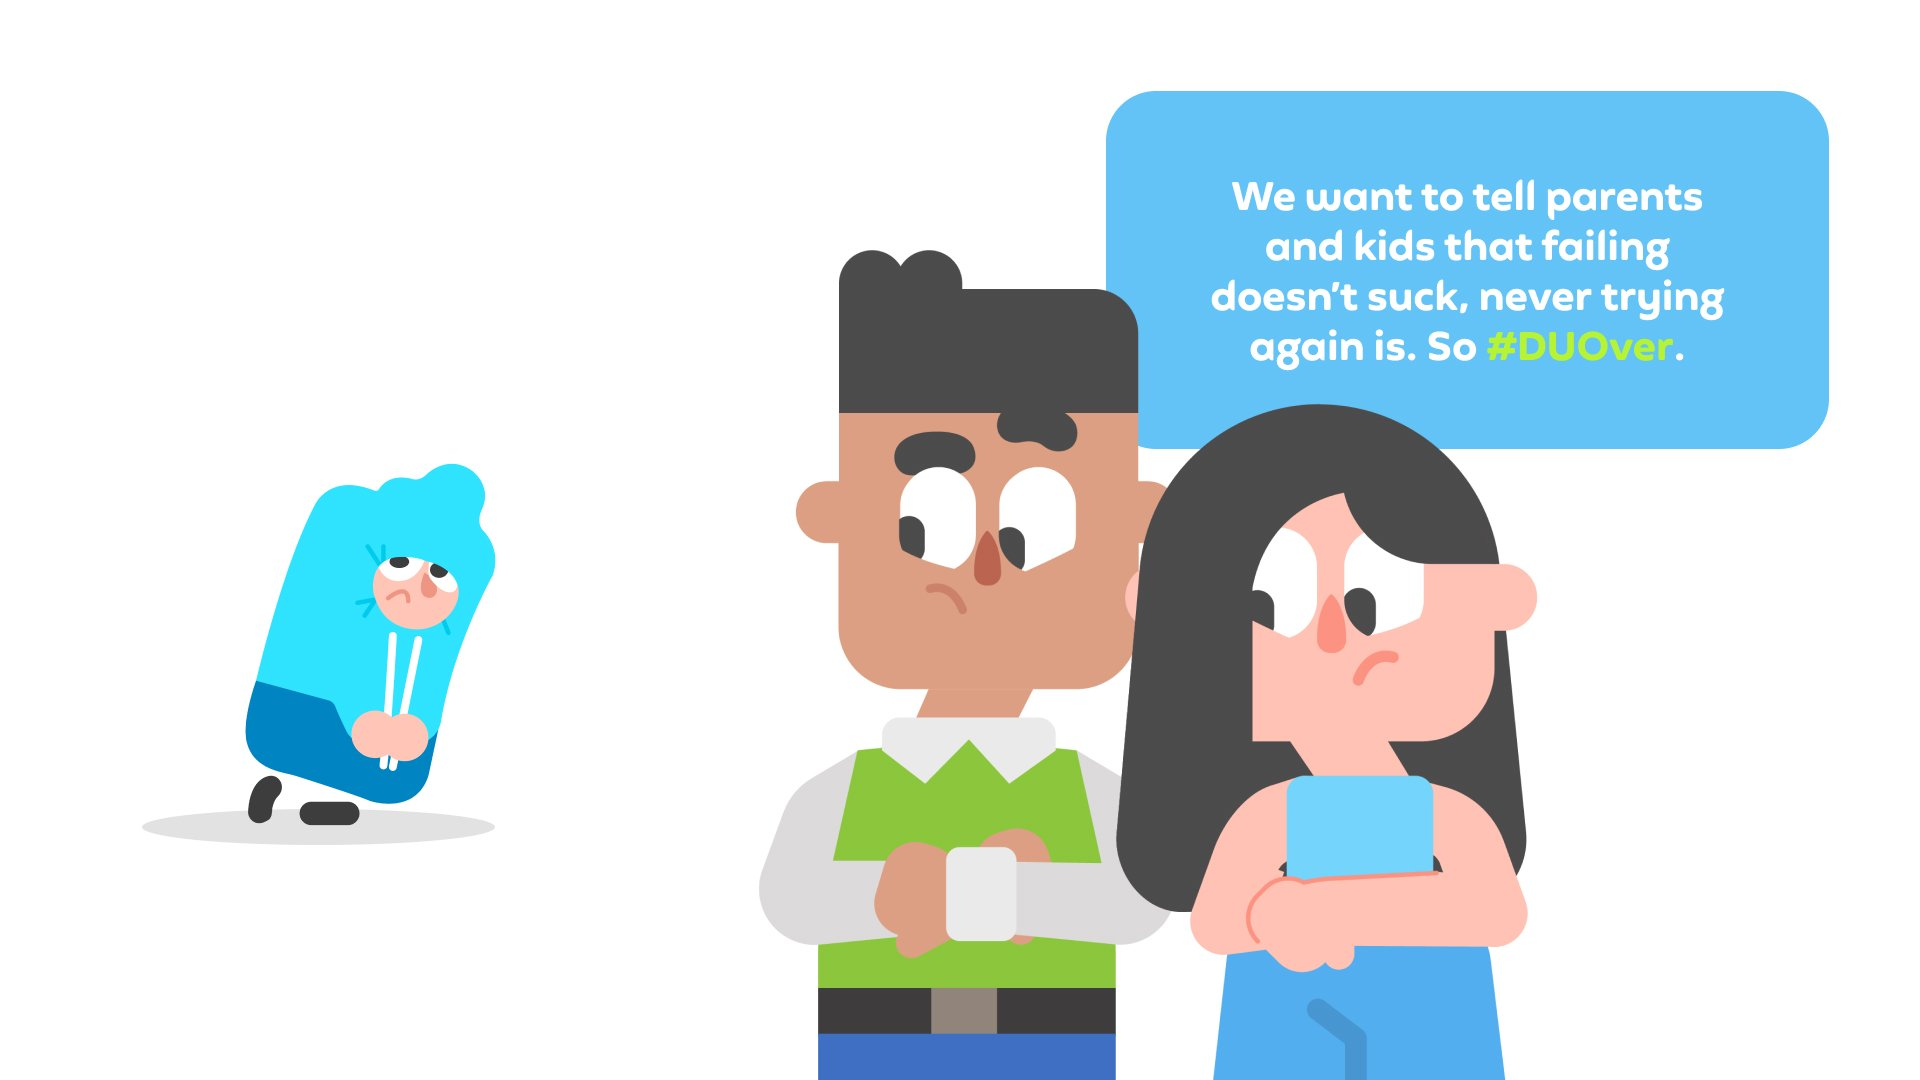 We want to tell parents
and kids that failing
doesn’t suck, never trying
again is. So #DUOver.